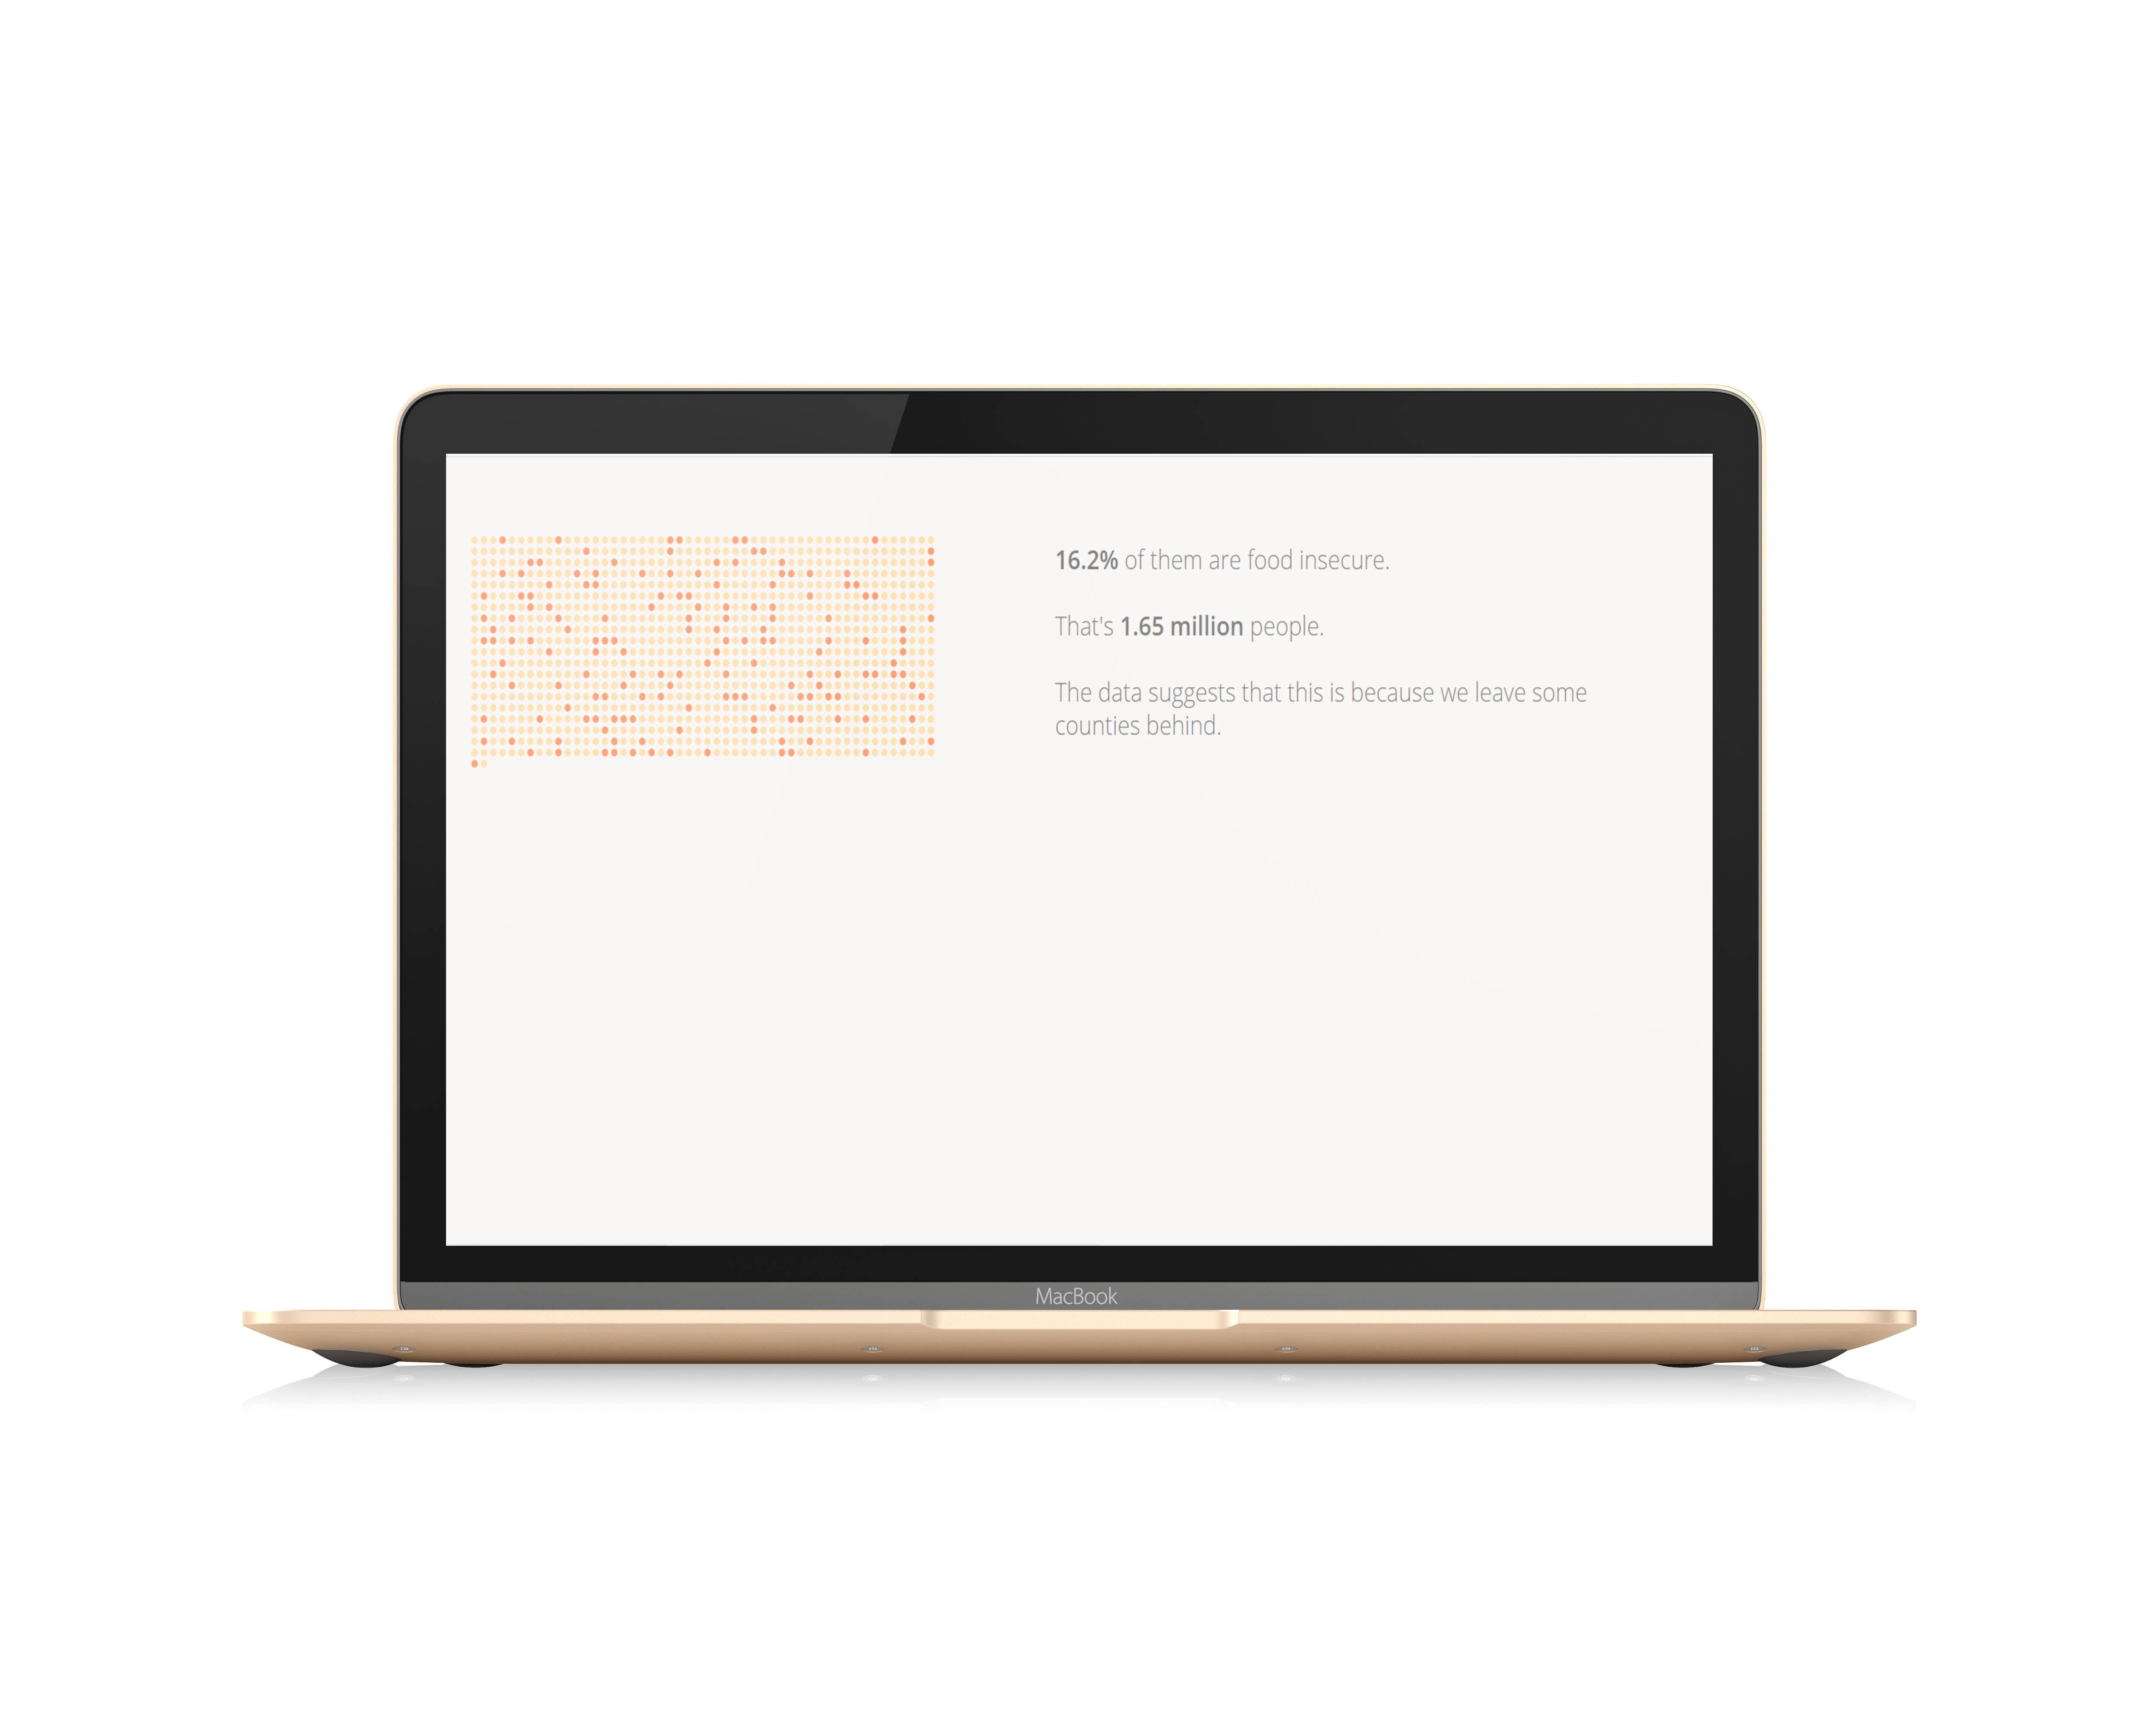 16.2% of them are food insecure.
That's 1.65 million people.
The data suggests that this is because we leave some
counties behind.
MacBook